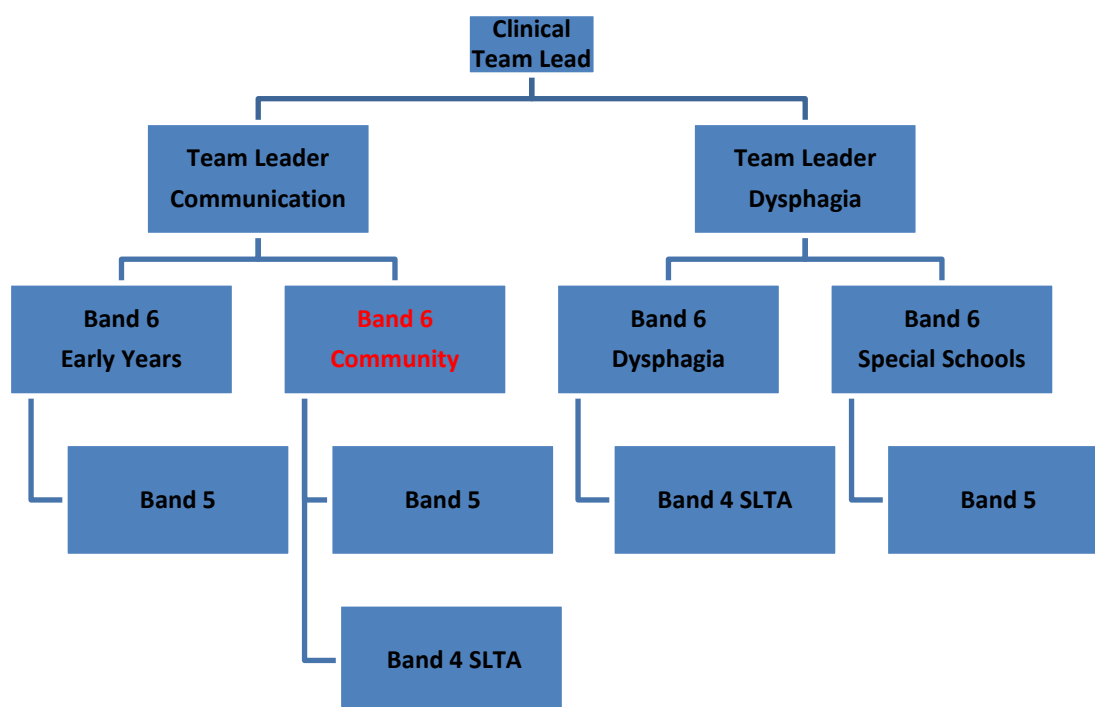 Clinical
Team Lead
Team Leader
Communication
Team Leader
Dysphagia
Band 6
Early Years
Band 6
Community
Band 6
Dysphagia
Band 6
Special Schools
Band 5
Band 5
Band 4 SLTA
Band 5
Band 4 SLTA